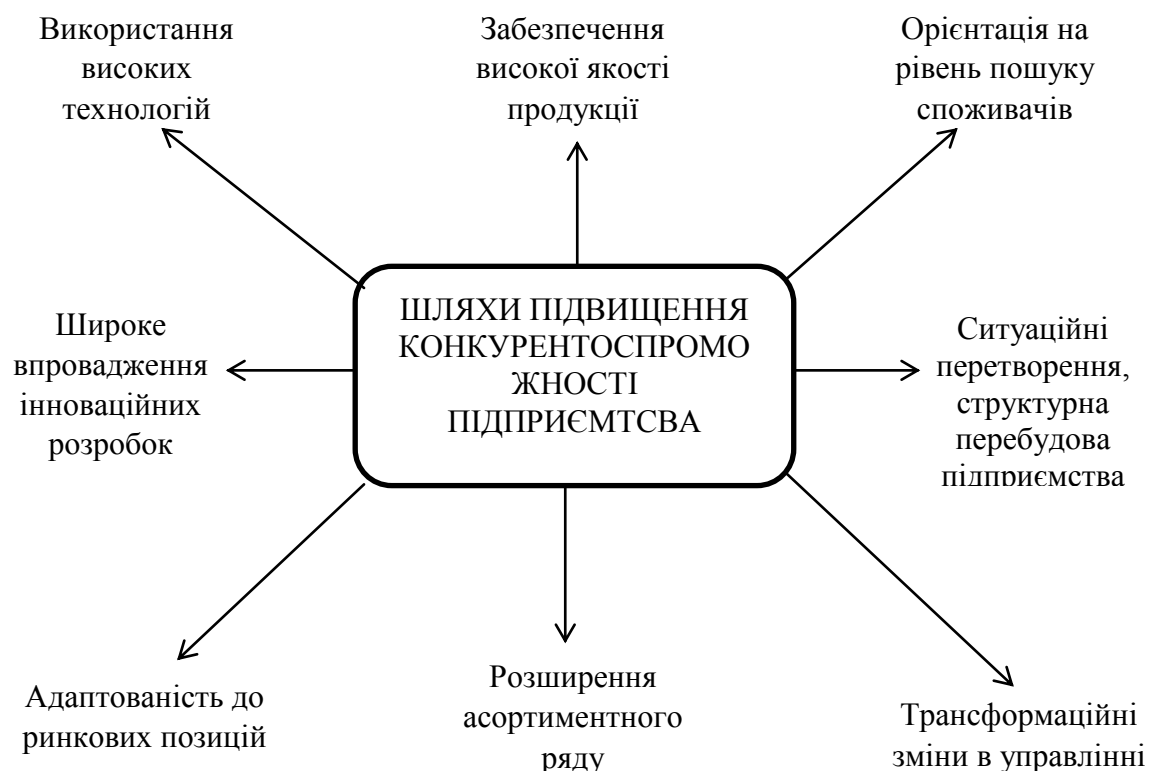 Використання
високих
технологій
Забезпечення
високої якості
продукції
Орієнтація на
рівень пошуку
споживачів
ШЛЯХИ ПІДВИЩЕННЯ
КОНКУРЕНТОСПРОМО
ЖНОСТІ
ПІДПРИЄМТСВА
Широке
впровадження
інноваційних
розробок
Ситуаційні
перетворення,
структурна
перебудова
підприємства
Адаптованість до
ринкових позицій
Розширення
асортиментного
ряду
Трансформаційні
зміни в управлінні